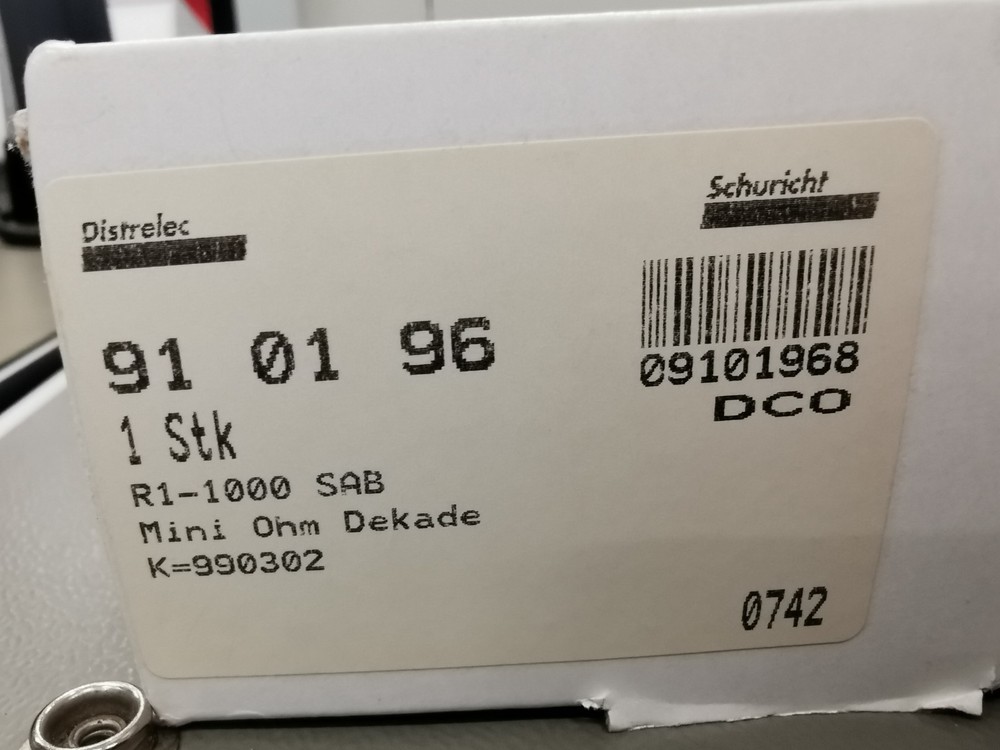 Distrelec
Schuricht
91 01 96
09101968
DCO
1 Stk
R1-1000 SAB
Mini Ohm Dekade
K=990302
0742